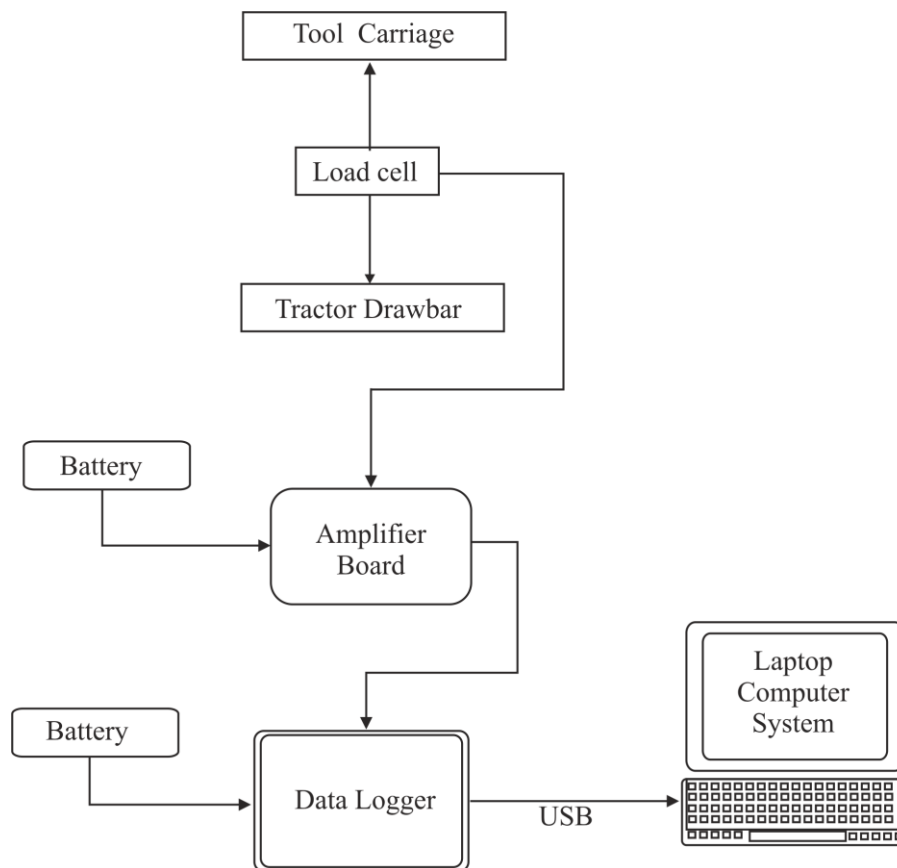 Tool Carriage
Load cell
Tractor Drawbar
Battery
Amplifier
Board
Battery
Data Logger
USB
Laptop
Computer
System